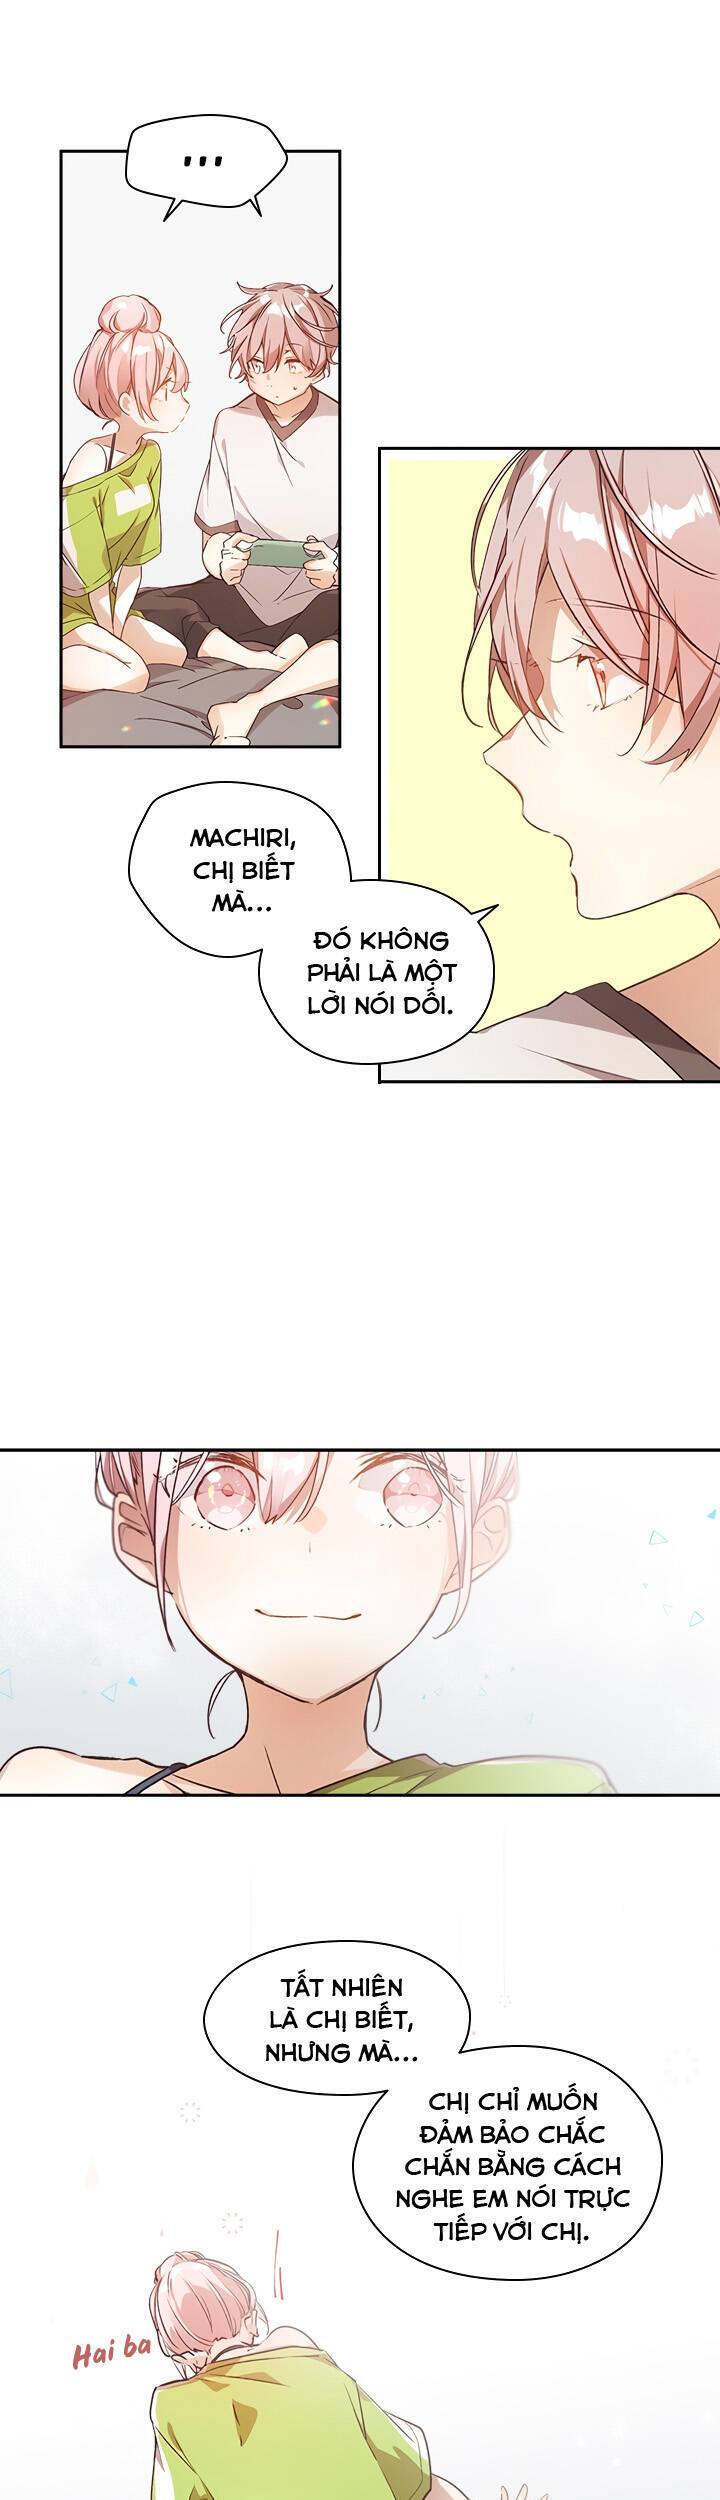 ...
MACHIRI,
CHỊ BIẾT
MÀ...
ĐÓ KHÔNG
PHẢI LÀ MỘT
LỜI NÓI DỐI.
TẤT NHIÊN
LÀ CHỊ BIẾT,
NHƯNG MÀ...
CHỊ CHỈ MUỐN
ĐẢM BẢO CHẮC
CHẮN BẰNG CÁCH
NGHE EM NÓI TRỰC
TIẾP VỚI CHỊ.
Hai ba